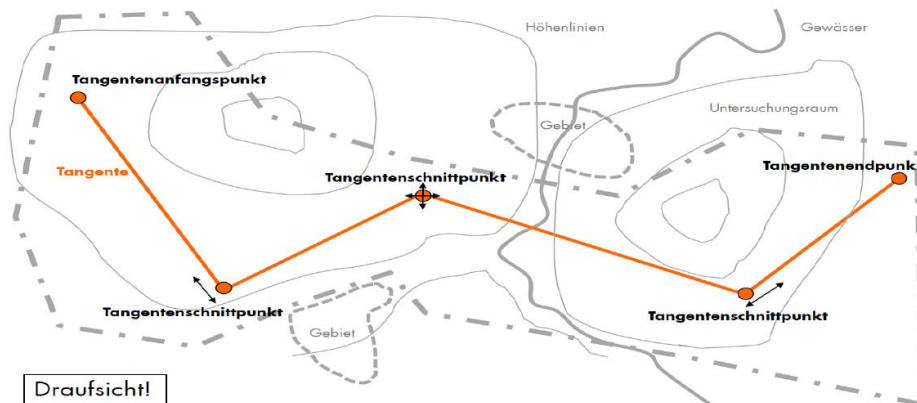 Höhenlinien
Gewässer
Tangentenanfangspunkt
Untersuchungsraum
Gebiet
Tangente
Tangentenschnittpunkt
Tangentenendpunk
Tangentenschnittpunkt
Tangentenschnittpunkt
Gebiet
Draufsicht!